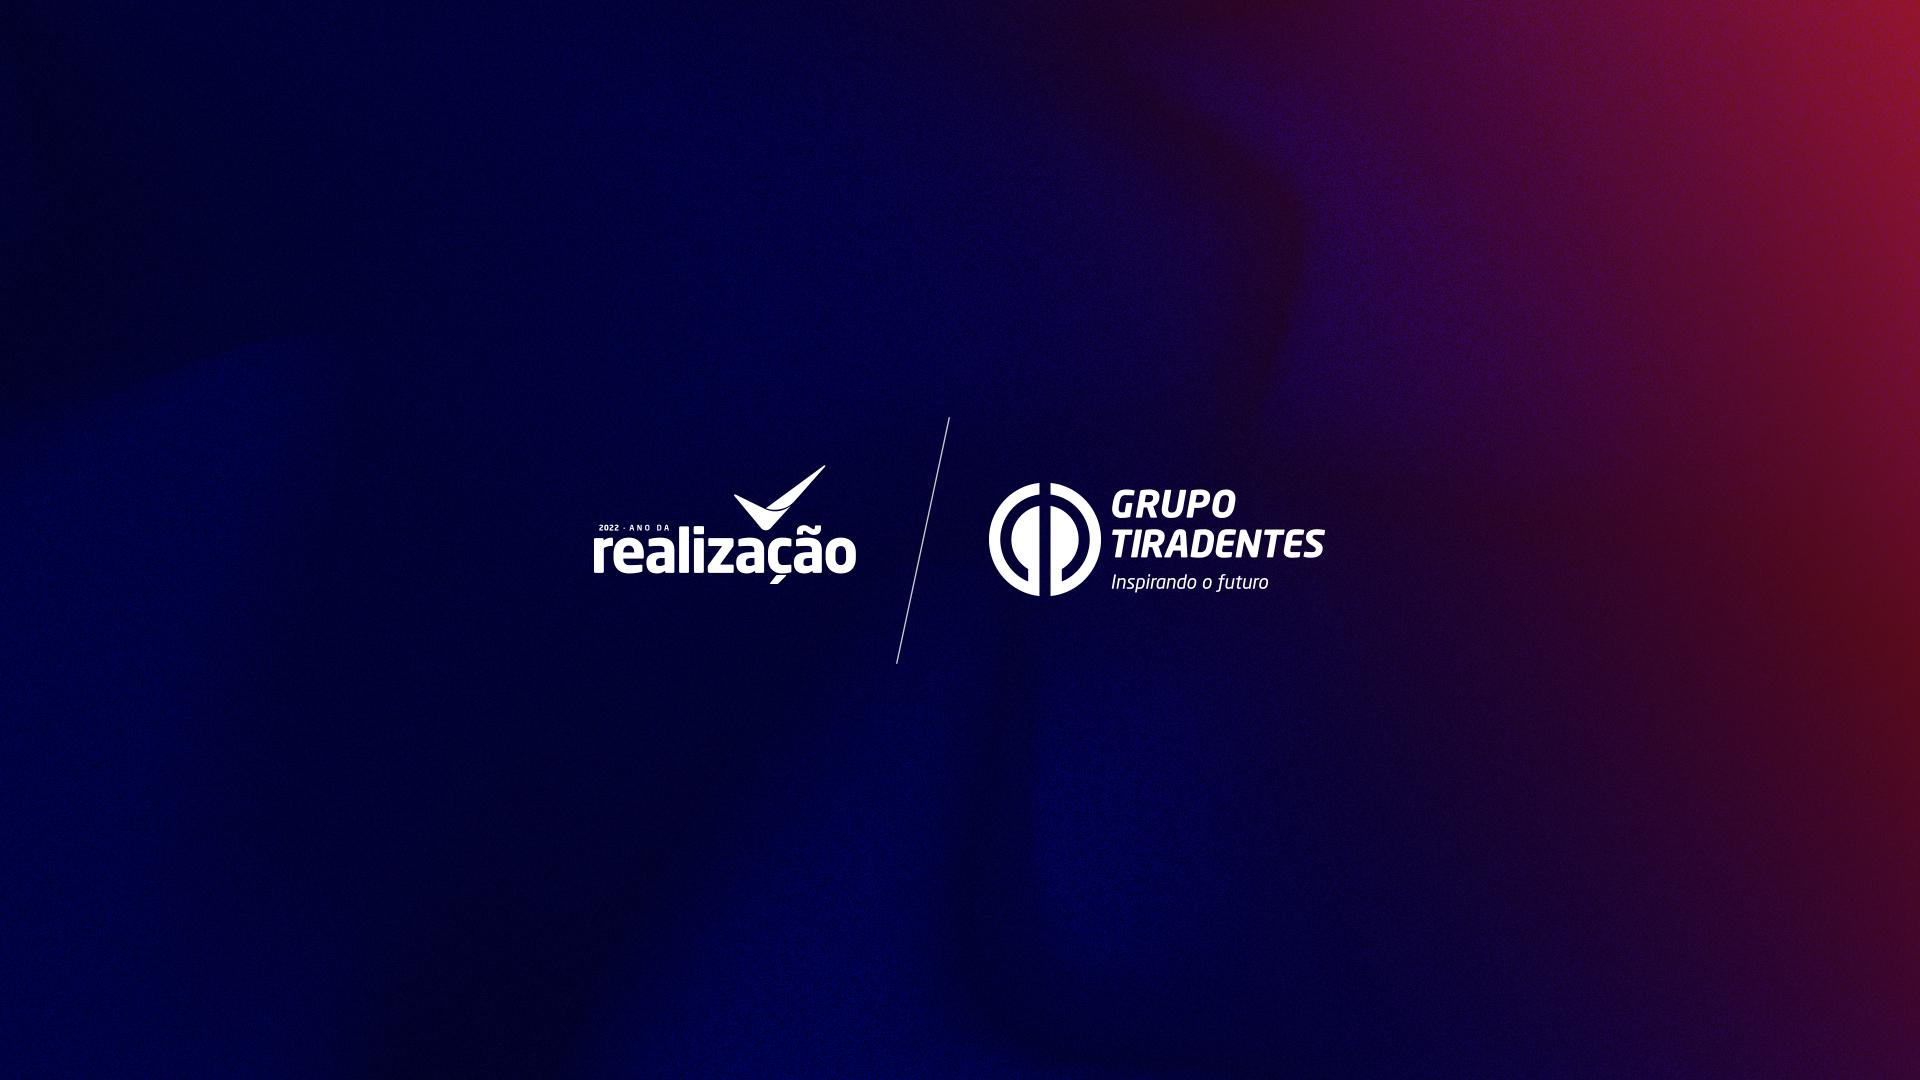 2022 - ANO DA
realização
GRUPO
TIRADENTES
Inspirando o futuro